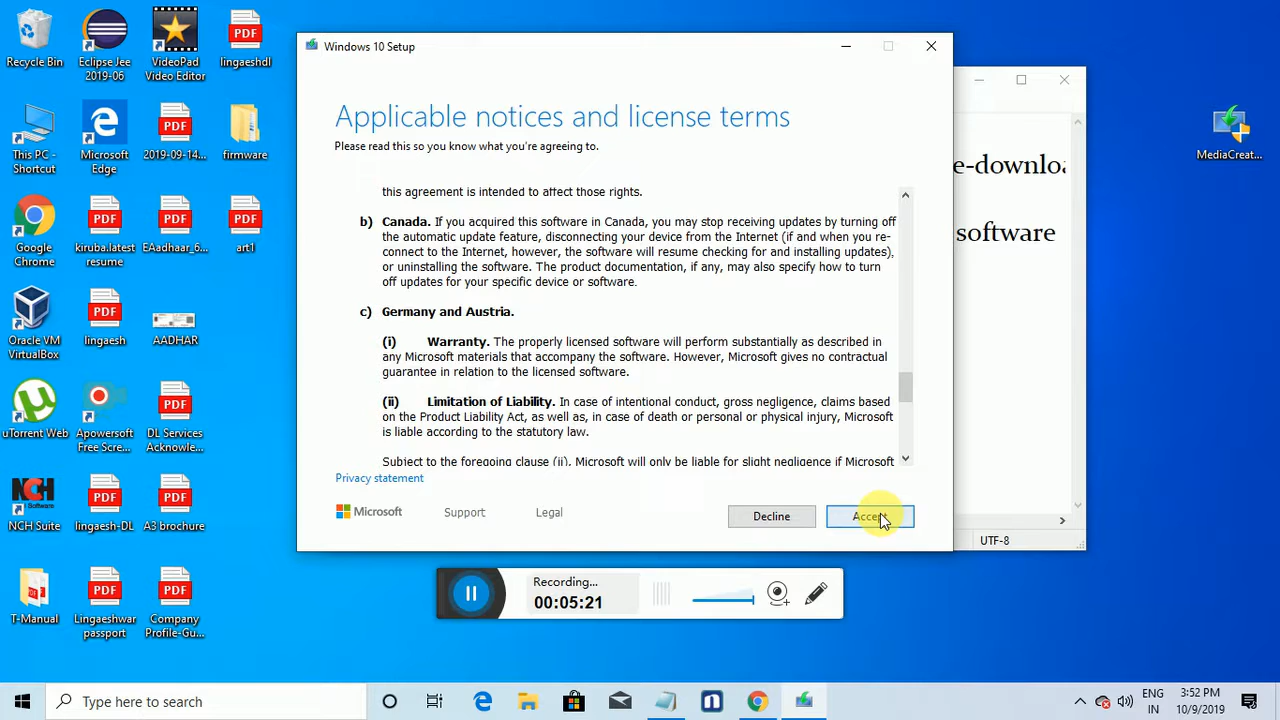 Recycle Bin
Eclipse Jee
2019-06
VideoPad
Video Editor
PDF
lingaeshdl
This PC -
Shortcut
Microsoft
Edge
PDF
2019-09-14...
firmware
Google
Chrome
PDF
kiruba.latest
resume
PDF
EAadhaar_6...
PDF
art1
Oracle VM
VirtualBox
PDF
lingaesh
AADHAR
uTorrent Web
Apowersoft
Free Scre...
PDF
DL Services
Acknowle...
NCH
Software
NCH Suite
PDF
lingaesh-DL
PDF
A3 brochure
T-Manual
PDF
Lingaeshwar
passport
PDF
Company
Profile-Gu...
Windows 10 Setup
Applicable notices and license terms
Please read this so you know what you're agreeing to.
this agreement is intended to affect those rights.
b) Canada. If you acquired this software in Canada, you may stop receiving updates by turning off
the automatic update feature, disconnecting your device from the Internet (if and when you re-
connect to the Internet, however, the software will resume checking for and installing updates),
or uninstalling the software. The product documentation, if any, may also specify how to turn
off updates for your specific device or software.
c) Germany and Austria.
(i) Warranty. The properly licensed software will perform substantially as described in
any Microsoft materials that accompany the software. However, Microsoft gives no contractual
guarantee in relation to the licensed software.
(ii) Limitation of Liability. In case of intentional conduct, gross negligence, claims based
on the Product Liability Act, as well as, in case of death or personal or physical injury, Microsoft
is liable according to the statutory law.
Subject to the foregoing clause (ii), Microsoft will only be liable for slight negligence if Microsoft
Privacy statement
Microsoft
Support
Legal
Decline
Accept
e-downloa
software
UTF-8
MediaCreat...
Recording...
00:05:21
Type here to search
ENG
IN
3:52 PM
10/9/2019